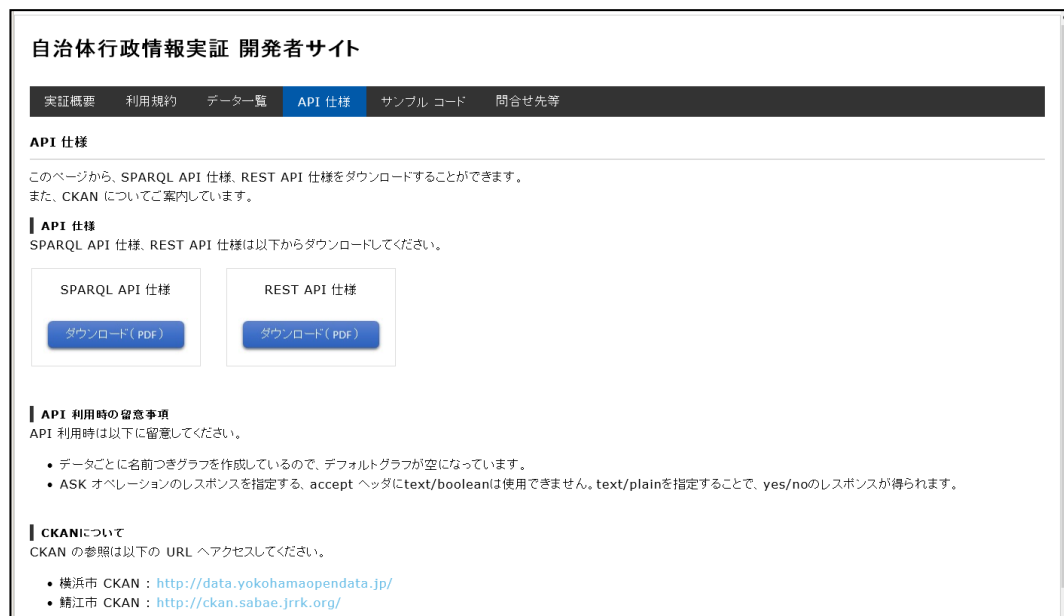 自治体行政情報実証 開発者サイト
実証概要 利用規約 データ一覧 API 仕様 サンプル コード 問合せ先等
API 仕様
このページから、SPARQL API 仕様、REST API 仕様をダウンロードすることができます。
また、CKAN についてご案内しています。
API 仕様
SPARQL API 仕様、REST API 仕様は以下からダウンロードしてください。
SPARQL API 仕様
ダウンロード( PDF )
REST API 仕様
ダウンロード( PDF )
API 利用時の留意事項
API 利用時は以下に留意してください。
• データごとに名前つきグラフを作成しているので、デフォルトグラフが空になっています。
• ASK オペレーションのレスポンスを指定する、accept ヘッダにtext/booleanは使用できません。text/plainを指定することで、yes/noのレスポンスが得られます。
CKANについて
CKAN の参照は以下の URL へアクセスしてください。
• 横浜市 CKAN : http://data.yokohamaopendata.jp/
• 鯖江市 CKAN : http://ckan.sabae.jrrk.org/